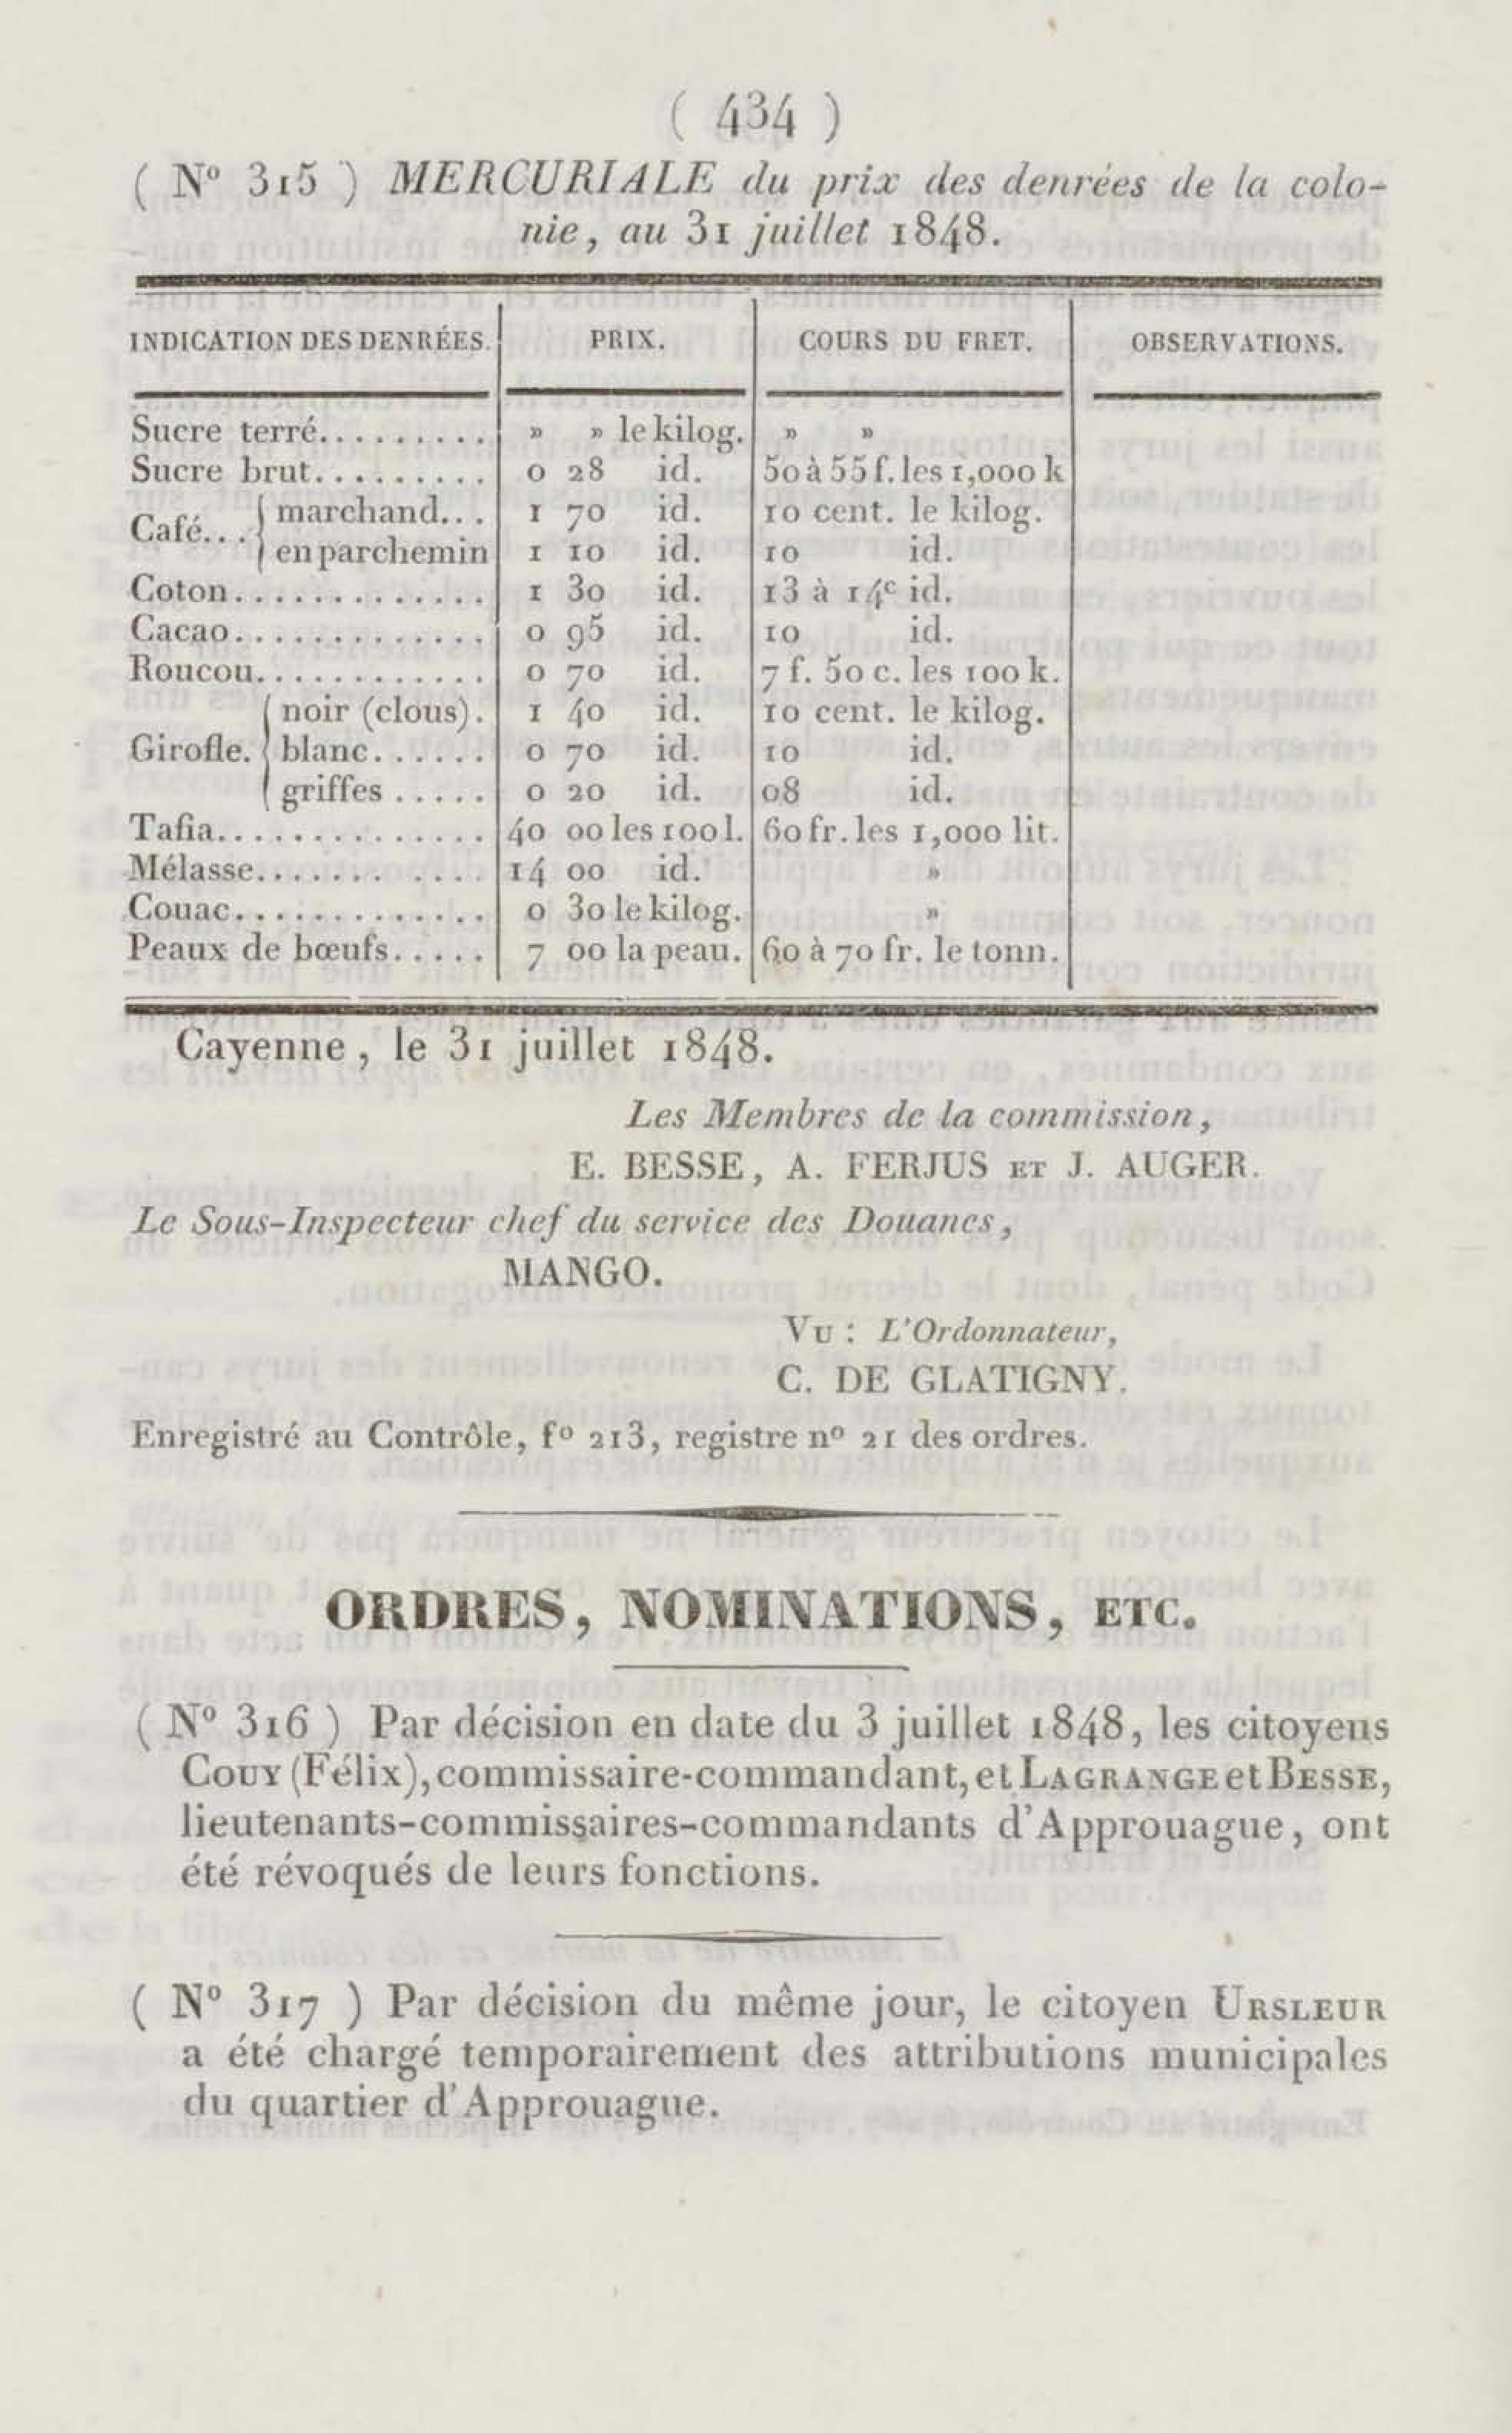 ( 434 )
( Nº 315 ) MERCURIALE du prix des denrées de la colo-
nie, au 31 juillet 1848.
INDICATION DES DENRÉES. PRIX. COURS DU FRET. OBSERVATIONS.
Sucre terré.......... » » le kilog. » »
Sucre brut......... 0 28 id. 50 à 55 f. les 1,000 k
Café... { marchand... 1 70 id. 10 cent. le kilog.
en parchemin 1 10 id. 10 id.
Coton............. 1 30 id. 13 à 14c id.
Cacao............. 0 95 id. 10 id.
Roucou............ 0 70 id. 7 f. 50 c. les 100 k.
noir (clous). 1 40 id. 10 cent. le kilog.
Girofle. { blanc...... 0 70 id. 10 id.
griffes ..... 0 20 id. 08 id.
Tafia.............. 40 00 les 100 l. 60 fr. les 1,000 lit.
Mélasse....... .... 14 00 id. »
Couac............. 0 30 le kilog. »
Peaux de bœufs..... 7 00 la peau. 60 à 70 fr. le tonn.
Cayenne, le 31 juillet 1848.
Les Membres de la commission,
E. BESSE, A. FERJUS ET J. AUGER.
Le Sous-Inspecteur chef du service des Douanes,
MANGO.
VU : L'Ordonnateur,
C. DE GLATIGNY.
Enregistré au Contrôle, fº 213, registre nº 21 des ordres.
ORDRES, NOMINATIONS, ETC.
( Nº 316 ) Par décision en date du 3 juillet 1848, les citoyens
COUY (Félix), commissaire-commandant, et LAGRANGE et BESSE,
lieutenants-commissaires-commandants d'Approuague, ont
été révoqués de leurs fonctions.
( Nº 317 ) Par décision du même jour, le citoyen URSLEUR
a été chargé temporairement des attributions municipales
du quartier d'Approuague.